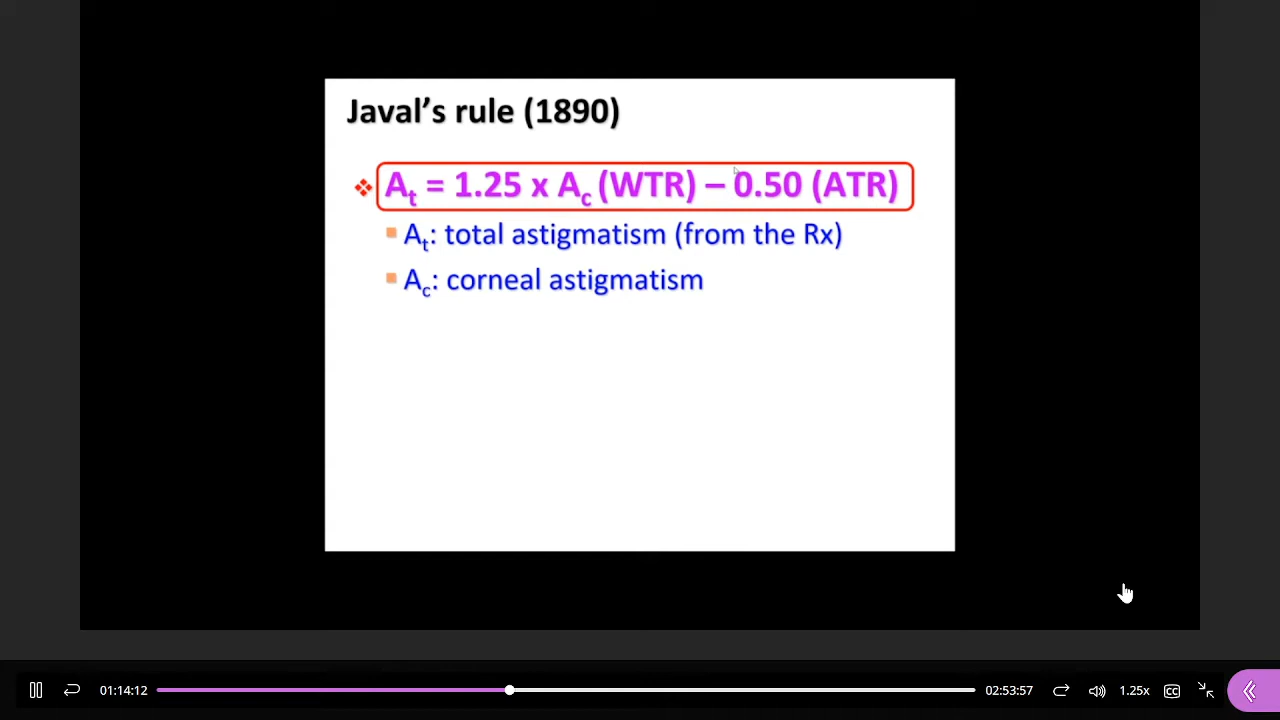 Javal's rule (1890)
❖ At = 1.25 x Ac (WTR) – 0.50 (ATR)
▪ At: total astigmatism (from the Rx)
▪ Ac: corneal astigmatism
01:14:12 02:53:57 1.25x CC